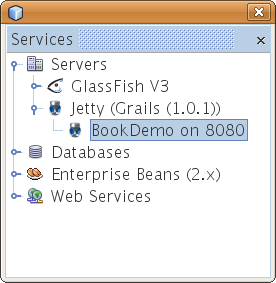 Services
Servers
GlassFish V3
Jetty (Grails (1.0.1))
BookDemo on 8080
Databases
Enterprise Beans (2.x)
Web Services